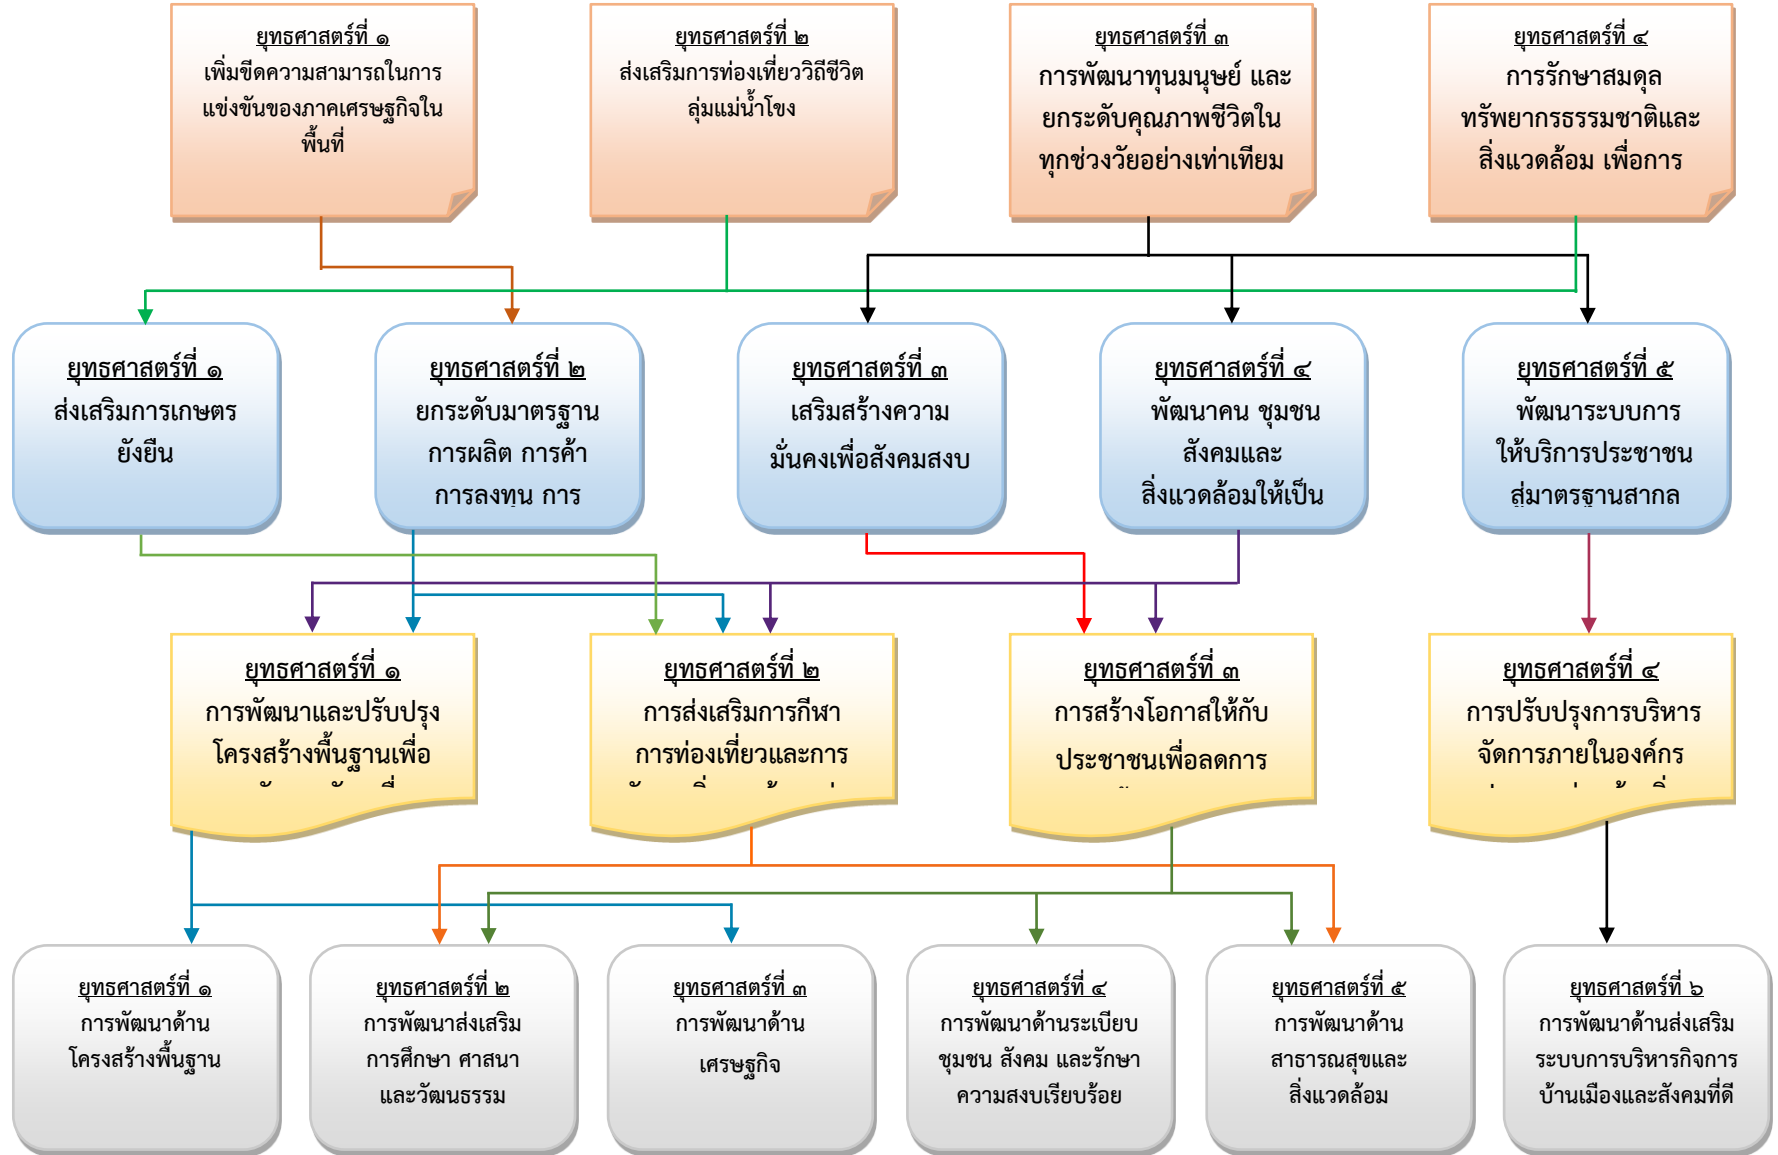 ยุทธศาสตร์ที่ ๑
เพิ่มขีดความสามารถในการ
แข่งขันของภาคเศรษฐกิจใน
พื้นที่
ยุทธศาสตร์ที่ ๒
ส่งเสริมการท่องเที่ยววิถีชีวิต
ลุ่มแม่น้ำโขง
ยุทธศาสตร์ที่ ๓
การพัฒนาทุนมนุษย์ และ
ยกระดับคุณภาพชีวิตใน
ทุกช่วงวัยอย่างเท่าเทียม
ยุทธศาสตร์ที่ ๔
การรักษาสมดุล
ทรัพยากรธรรมชาติและ
สิ่งแวดล้อม เพื่อการ
ยุทธศาสตร์ที่ ๑
ส่งเสริมการเกษตร
ยั่งยืน
ยุทธศาสตร์ที่ ๒
ยกระดับมาตรฐาน
การผลิต การค้า
การลงทุน การ
ยุทธศาสตร์ที่ ๓
เสริมสร้างความ
มั่นคงเพื่อสังคมสงบ
ยุทธศาสตร์ที่ ๔
พัฒนาคน ชุมชน
สังคมและ
สิ่งแวดล้อมให้เป็น
ยุทธศาสตร์ที่ ๕
พัฒนาระบบการ
ให้บริการประชาชน
สู่มาตรฐานสากล
ยุทธศาสตร์ที่ ๑
การพัฒนาและปรับปรุง
โครงสร้างพื้นฐานเพื่อ
ยุทธศาสตร์ที่ ๒
การส่งเสริมการกีฬา
การท่องเที่ยวและการ
ยุทธศาสตร์ที่ ๓
การสร้างโอกาสให้กับ
ประชาชนเพื่อลดการ
ยุทธศาสตร์ที่ ๔
การปรับปรุงการบริหาร
จัดการภายในองค์กร
ยุทธศาสตร์ที่ ๑
การพัฒนาด้าน
โครงสร้างพื้นฐาน
ยุทธศาสตร์ที่ ๒
การพัฒนาส่งเสริม
การศึกษา ศาสนา
และวัฒนธรรม
ยุทธศาสตร์ที่ ๓
การพัฒนาด้าน
เศรษฐกิจ
ยุทธศาสตร์ที่ ๔
การพัฒนาด้านระเบียบ
ชุมชน สังคม และรักษา
ความสงบเรียบร้อย
ยุทธศาสตร์ที่ ๕
การพัฒนาด้าน
สาธารณสุขและ
สิ่งแวดล้อม
ยุทธศาสตร์ที่ ๖
การพัฒนาด้านส่งเสริม
ระบบการบริหารกิจการ
บ้านเมืองและสังคมที่ดี